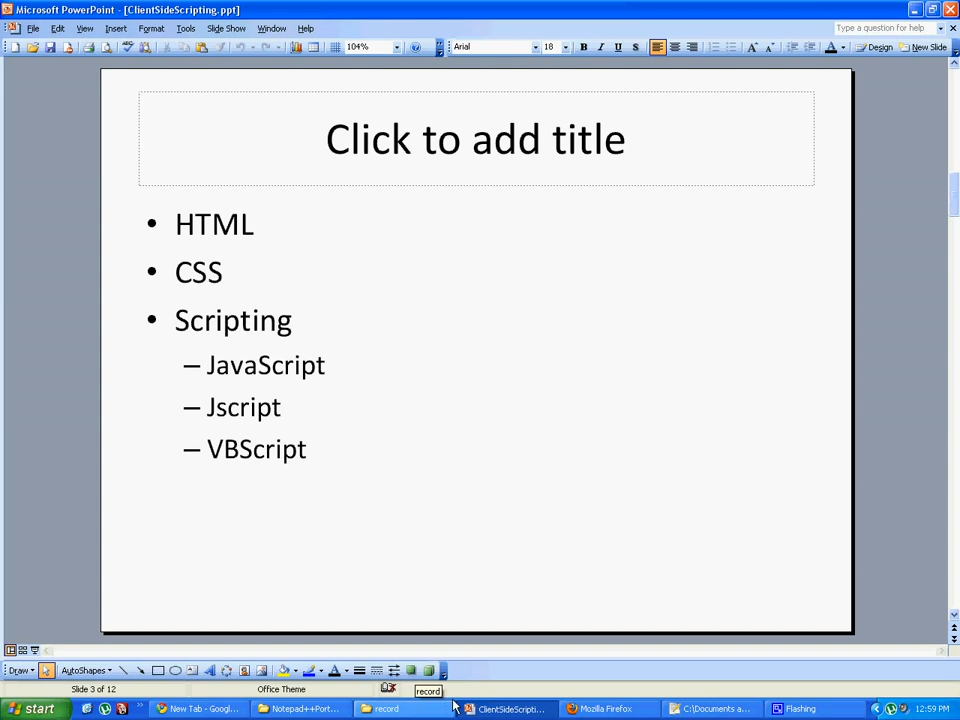 Microsoft PowerPoint - [ClientSideScripting.ppt]
File Edit View Insert Format Tools Slide Show Window Help Type a question for help
104% Arial 18 B I U S A A A Design New Slide
Click to add title
• HTML
• CSS
• Scripting
– JavaScript
– Jscript
– VBScript
Draw AutoShapes A
Slide 3 of 12 Office Theme
record
start New Tab - Googl... Notepad++Port... record ClientSideScripti... Mozilla Firefox C:\Documents a... Flashing 12:59 PM